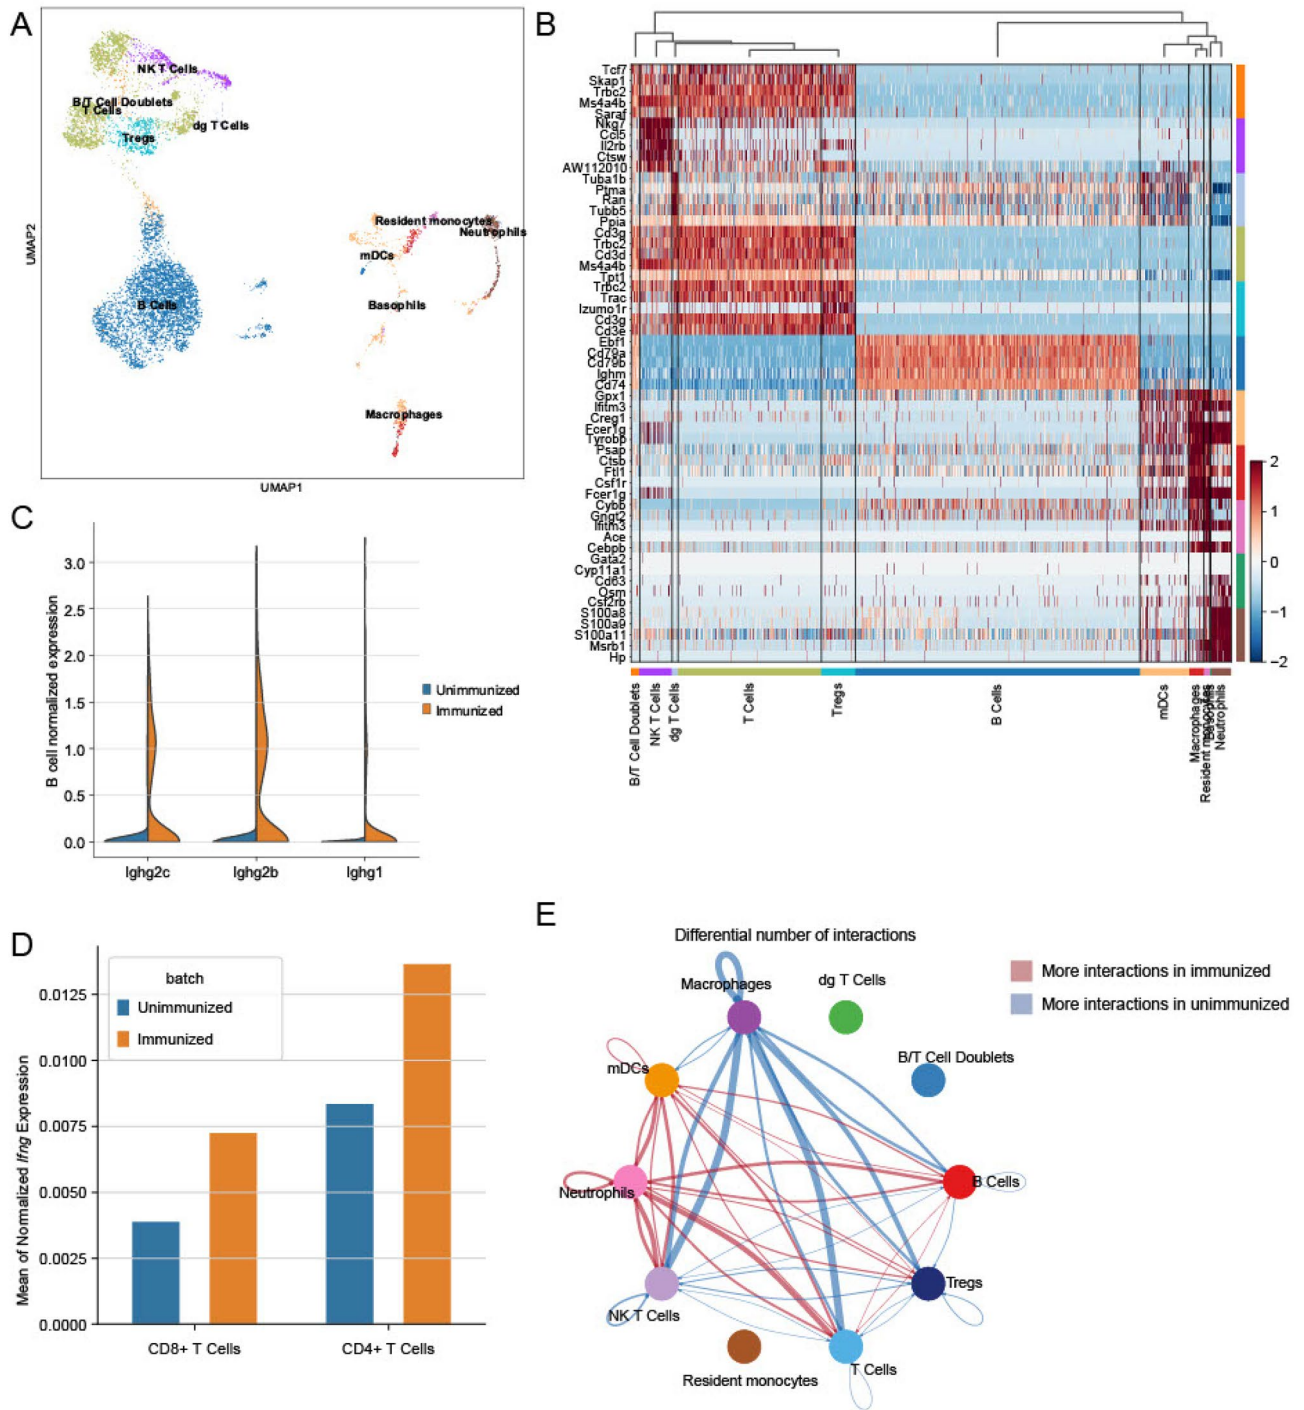 A
NK T Cells
B/T Cell Doublets
T Cells
dg T Cells
Tregs
Resident monocytes
Neutrophils
mDCs
B Cells
Basophils
Macrophages
UMAP2
UMAP1
B
Tcf7
Skap1
Trbc2
Ms4a4b
Saraf
Nkg7
Ccl5
Il2rb
Ctsw
AW112010
Tuba1b
Ptma
Ran
Tubb5
Ppia
Cd3g
Trbc2
Cd3d
Ms4a4b
Tpt1
Trbc2
Trac
Izumo1r
Cd3g
Cd3e
Ebf1
Cd79a
Cd79b
Ighm
Cd74
Gpx1
Ifitm3
Creg1
Fcer1g
Tyrobp
Psap
Ctsb
Ftl1
Csf1r
Fcer1g
Cybb
Gngt2
Ifitm3
Ace
Cebpb
Gata2
Cyp11a1
Cd63
Osm
Csf2rb
S100a8
S100a9
S100a11
Msrb1
Hp
2
1
0
−1
−2
B/T Cell Doublets
NK T Cells
dg T Cells
T Cells
Tregs
B Cells
mDCs
Macrophages
Resident monocytes
Basophils
Neutrophils
C
B cell normalized expression
3.0
2.5
2.0
1.5
1.0
0.5
0.0
Ighg2c
Ighg2b
Ighg1
Unimmunized
Immunized
D
Mean of Normalized Ifng Expression
0.0125
0.0100
0.0075
0.0050
0.0025
0.0000
batch
Unimmunized
Immunized
CD8+ T Cells
CD4+ T Cells
E
Differential number of interactions
More interactions in immunized
More interactions in unimmunized
Macrophages
dg T Cells
B/T Cell Doublets
mDCs
Neutrophils
B Cells
Tregs
NK T Cells
T Cells
Resident monocytes